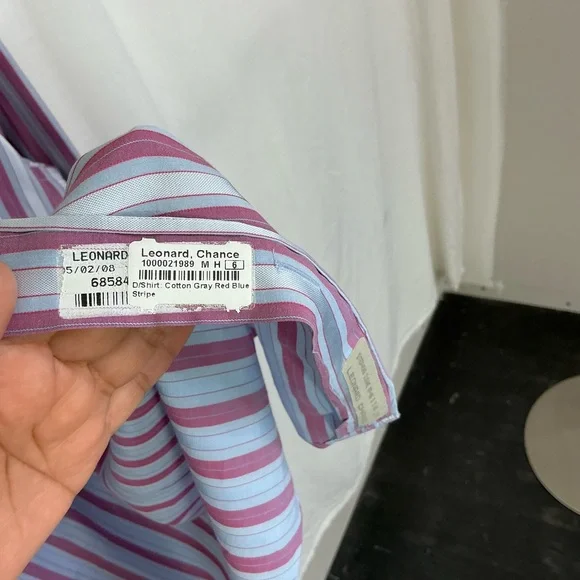 LEONARD
05/02/08
68584
Leonard, Chance
1000021989 M H 6
D/Shirt: Cotton Gray Red Blue
Stripe